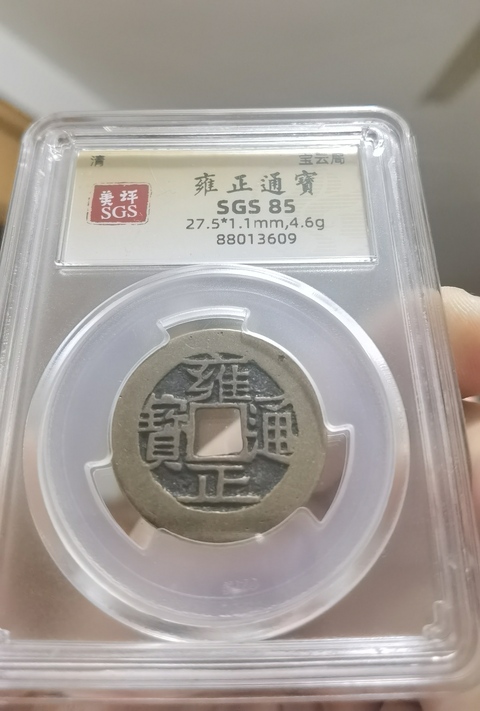 清 宝云局
雍正通寳
美评
SGS
SGS 85
27.5*1.1mm,4.6g
88013609
雍
寶 通
正